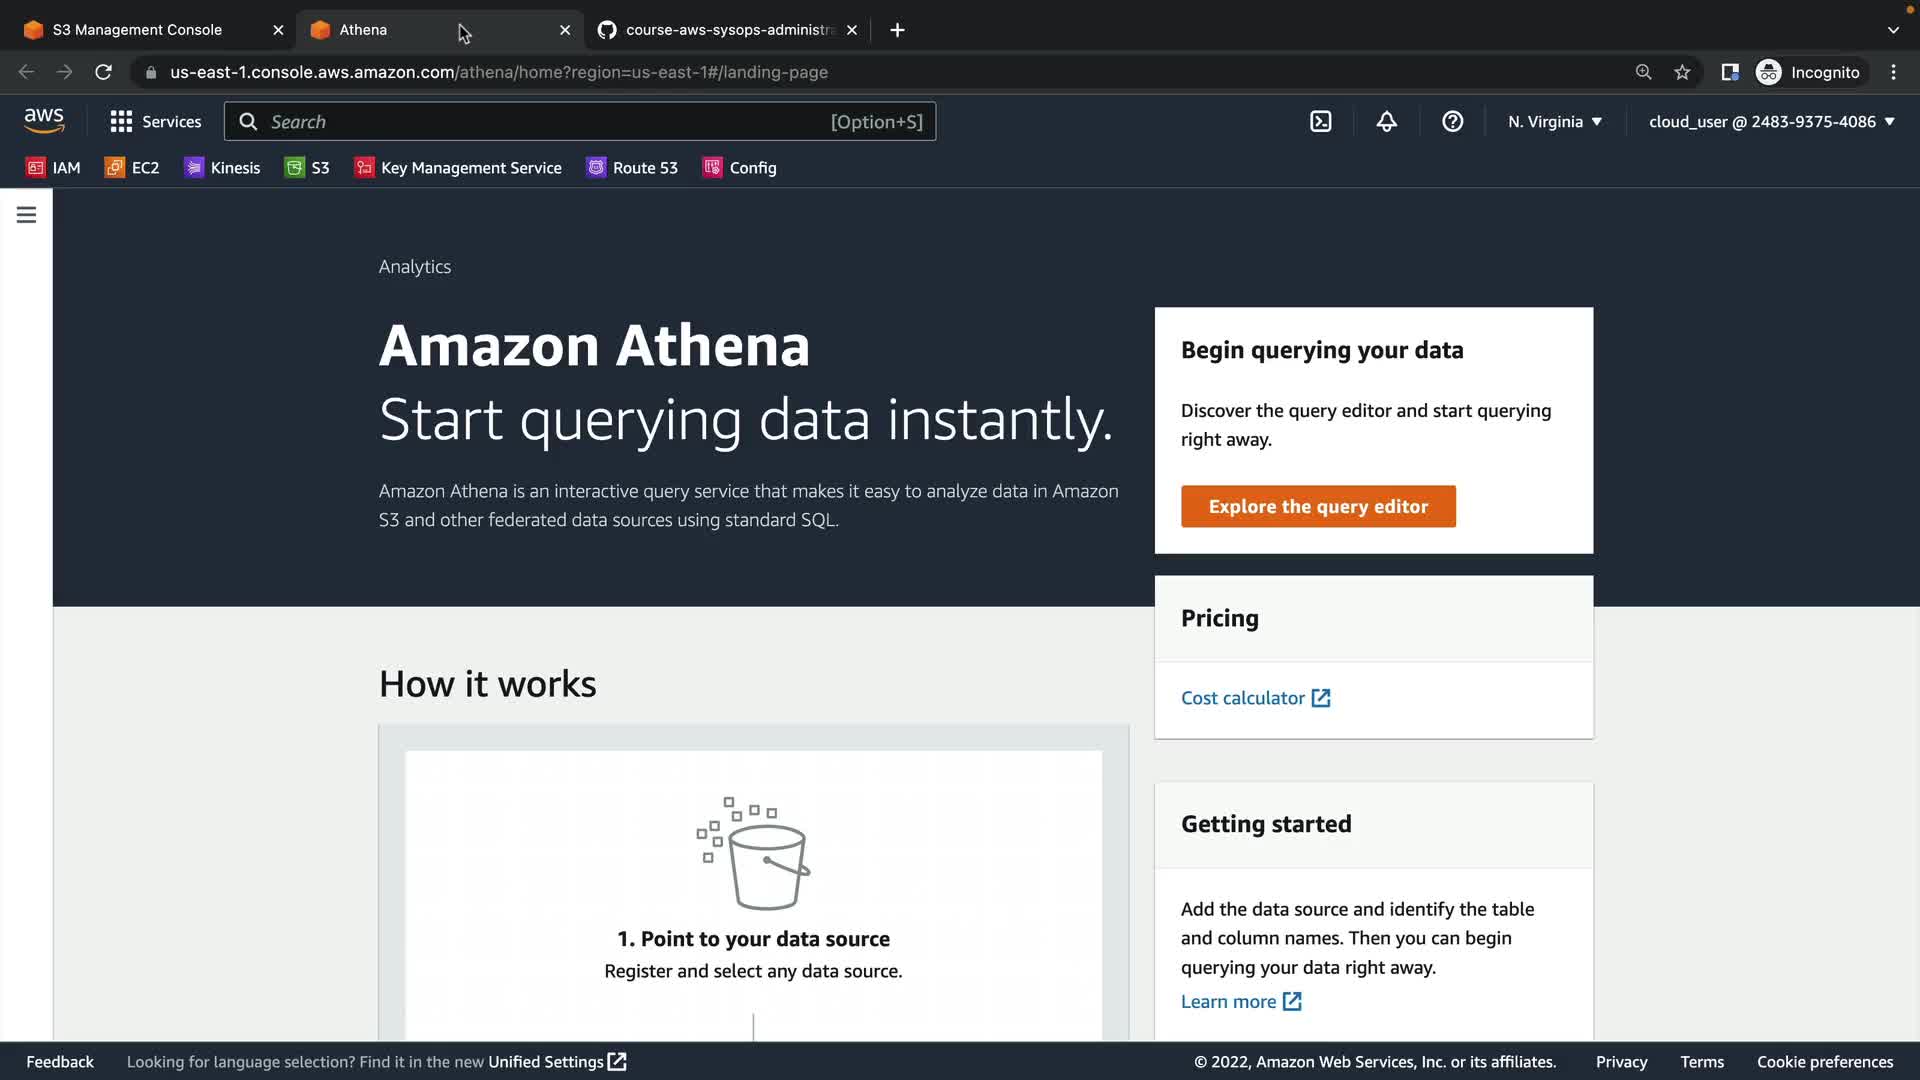 S3 Management Console
Athena
course-aws-sysops-administra
us-east-1.console.aws.amazon.com/athena/home?region=us-east-1#/landing-page
Incognito
aws
Services
Search
[Option+S]
N. Virginia
cloud_user @ 2483-9375-4086
IAM
EC2
Kinesis
S3
Key Management Service
Route 53
Config
Analytics
Amazon Athena
Start querying data instantly.
Amazon Athena is an interactive query service that makes it easy to analyze data in Amazon
S3 and other federated data sources using standard SQL.
Begin querying your data
Discover the query editor and start querying
right away.
Explore the query editor
Pricing
Cost calculator
How it works
1. Point to your data source
Register and select any data source.
Getting started
Add the data source and identify the table
and column names. Then you can begin
querying your data right away.
Learn more
Feedback
Looking for language selection? Find it in the new Unified Settings
© 2022, Amazon Web Services, Inc. or its affiliates.
Privacy
Terms
Cookie preferences